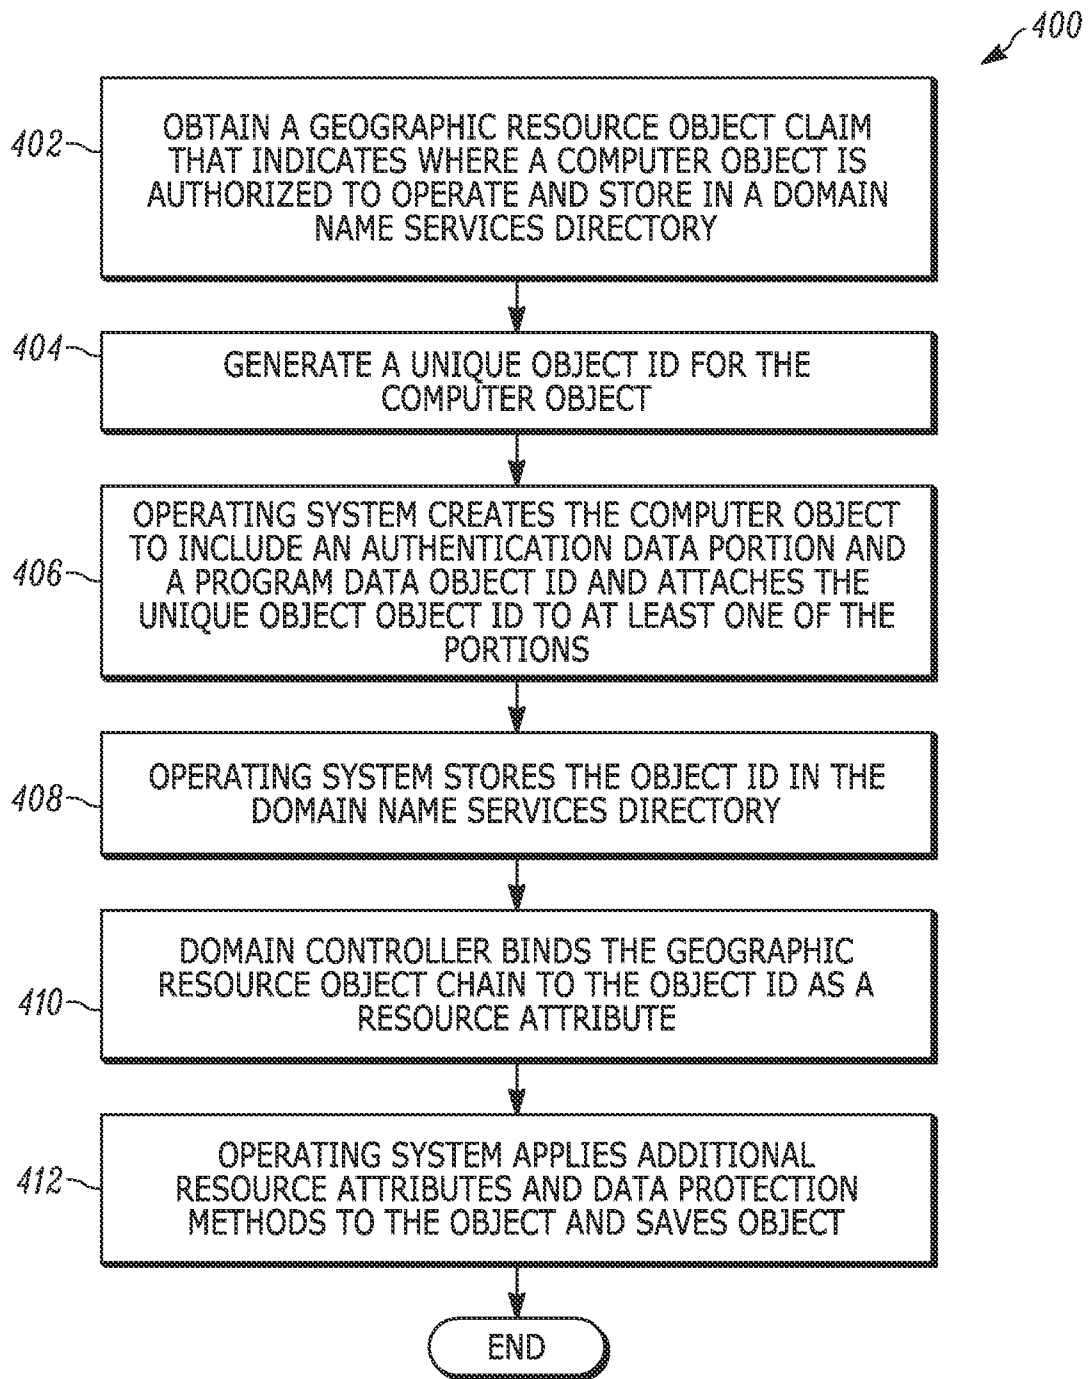 400
402
OBTAIN A GEOGRAPHIC RESOURCE OBJECT CLAIM
THAT INDICATES WHERE A COMPUTER OBJECT IS
AUTHORIZED TO OPERATE AND STORE IN A DOMAIN
NAME SERVICES DIRECTORY
404
GENERATE A UNIQUE OBJECT ID FOR THE
COMPUTER OBJECT
406
OPERATING SYSTEM CREATES THE COMPUTER OBJECT
TO INCLUDE AN AUTHENTICATION DATA PORTION AND
A PROGRAM DATA OBJECT ID AND ATTACHES THE
UNIQUE OBJECT OBJECT ID TO AT LEAST ONE OF THE
PORTIONS
408
OPERATING SYSTEM STORES THE OBJECT ID IN THE
DOMAIN NAME SERVICES DIRECTORY
410
DOMAIN CONTROLLER BINDS THE GEOGRAPHIC
RESOURCE OBJECT CHAIN TO THE OBJECT ID AS A
RESOURCE ATTRIBUTE
412
OPERATING SYSTEM APPLIES ADDITIONAL
RESOURCE ATTRIBUTES AND DATA PROTECTION
METHODS TO THE OBJECT AND SAVES OBJECT
END